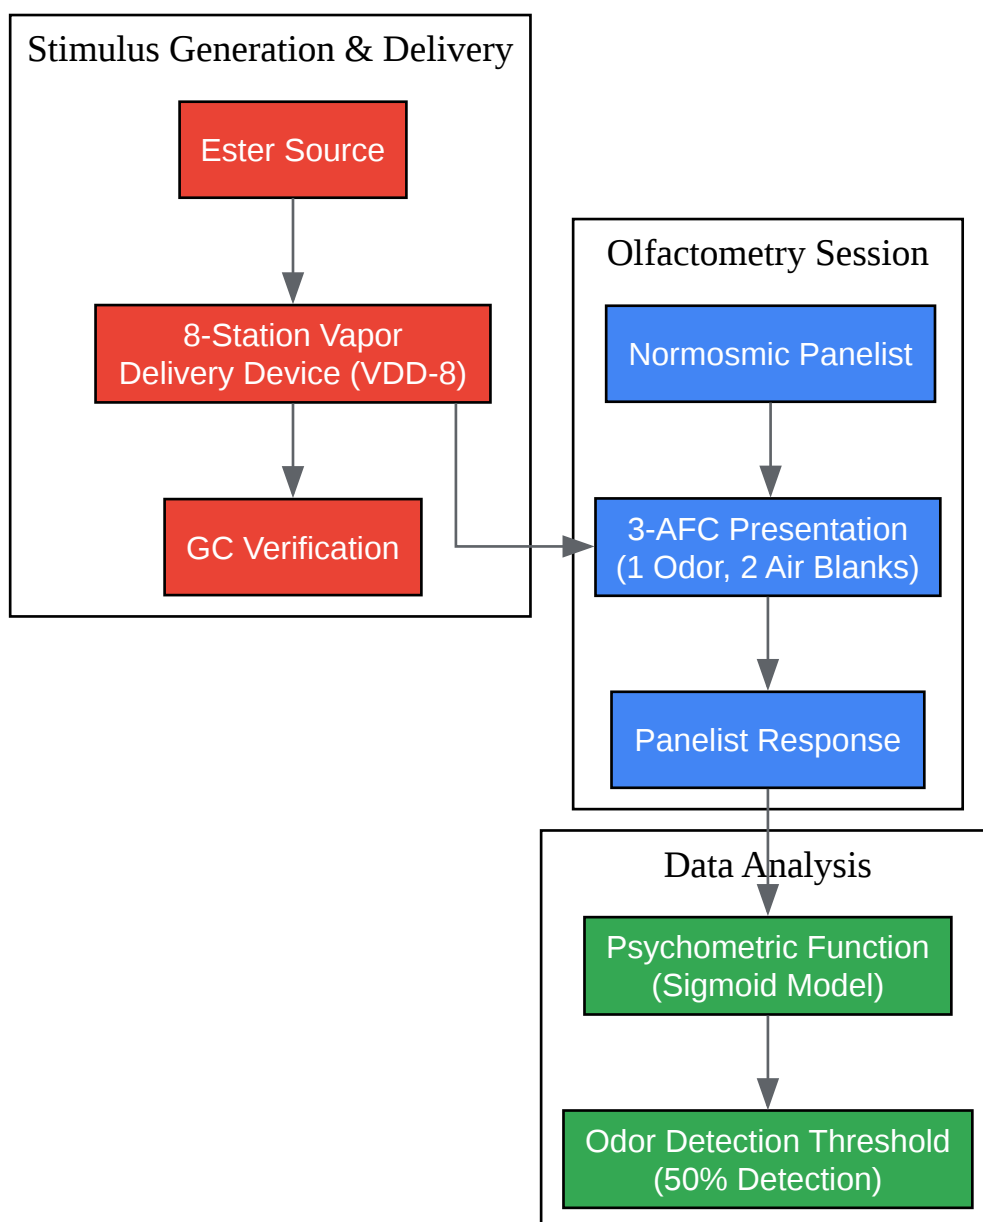 Stimulus Generation & Delivery
Ester Source
8-Station Vapor
Delivery Device (VDD-8)
GC Verification
Olfactometry Session
Normosmic Panelist
3-AFC Presentation
(1 Odor, 2 Air Blanks)
Panelist Response
Data Analysis
Psychometric Function
(Sigmoid Model)
Odor Detection Threshold
(50% Detection)